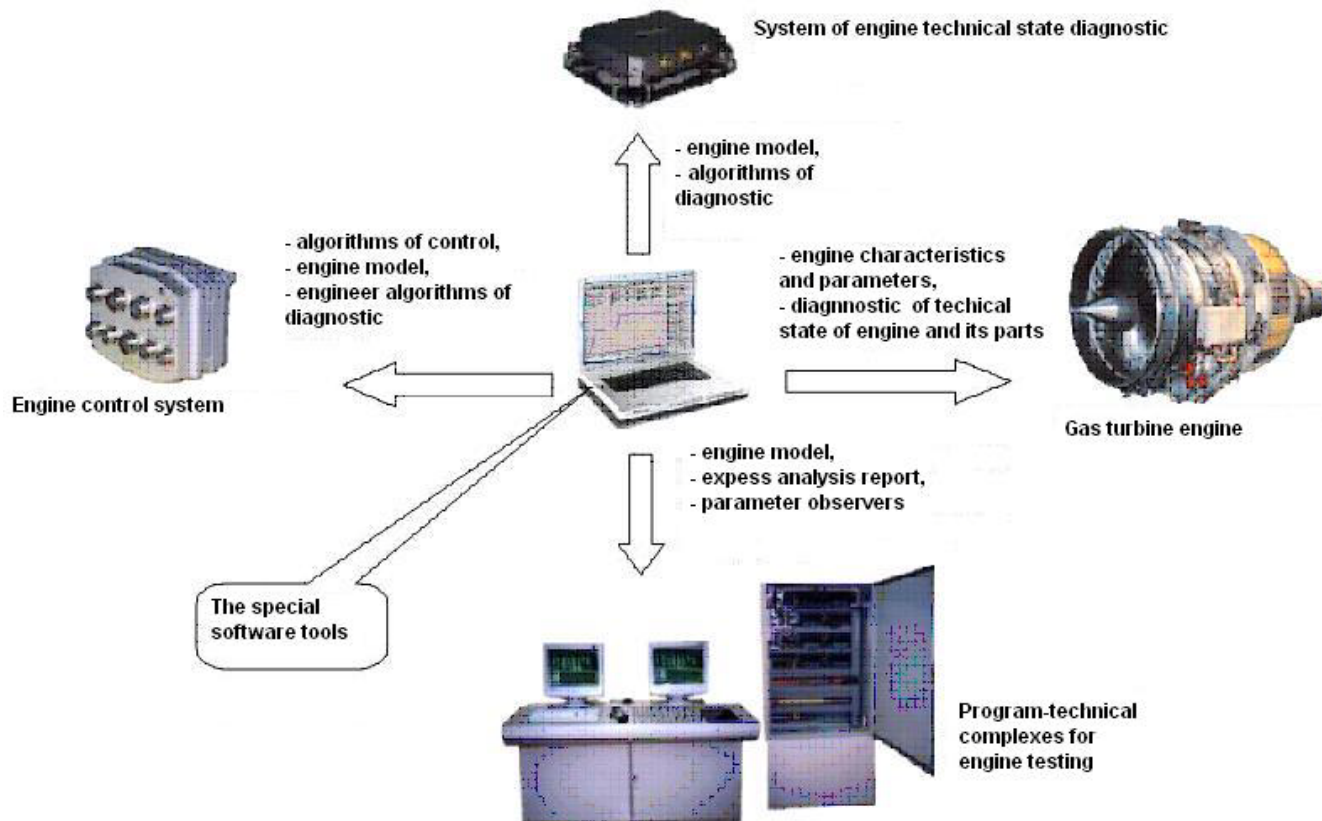 System of engine technical state diagnostic
- engine model,
- algorithms of
diagnostic
- algorithms of control,
- engine model,
- engineer algorithms of
diagnostic
- engine characteristics
and parameters,
- diagnnostic of techical
state of engine and its parts
Engine control system
Gas turbine engine
- engine model,
- expess analysis report,
- parameter observers
The special
software tools
Program-technical
complexes for
engine testing